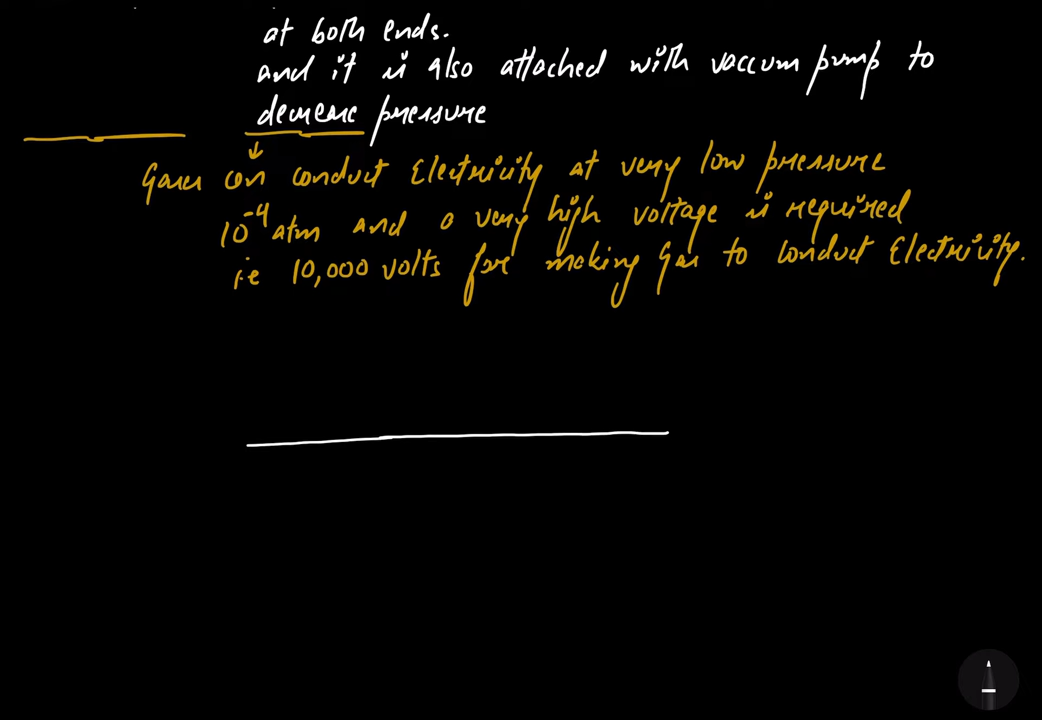 at both ends.
and it is also attached with vaccum pump to
decrease pressure
Gases can conduct Electricity at very low pressure
10⁻⁴ atm and a very high voltage is required
i.e 10,000 volts for making Gas to conduct Electricity.